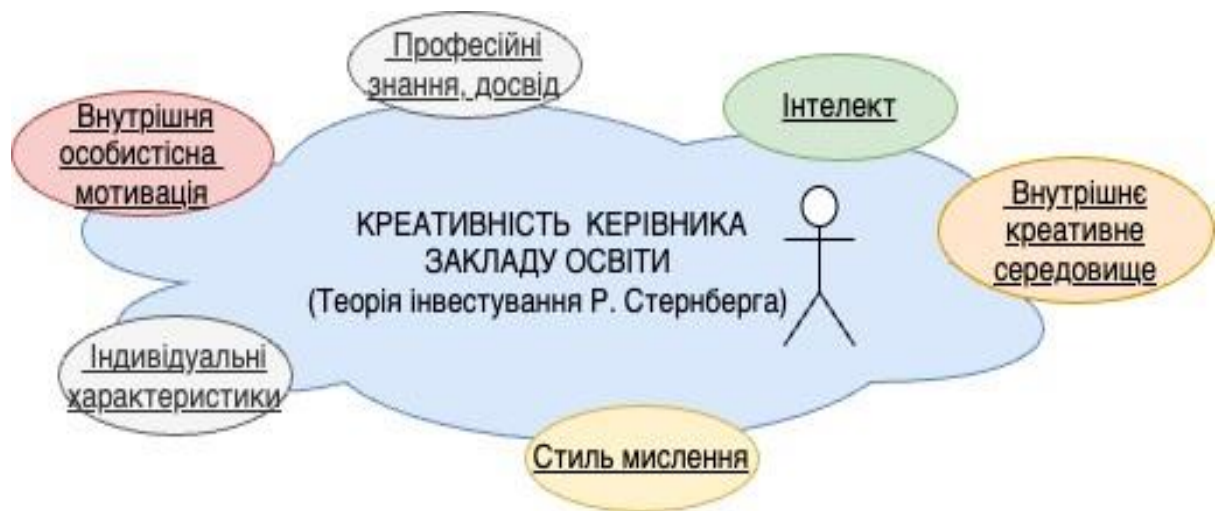 Професійні
знання, досвід
Інтелект
Внутрішня
особистісна
мотивація
Внутрішнє
креативне
середовище
КРЕАТИВНІСТЬ КЕРІВНИКА
ЗАКЛАДУ ОСВІТИ
(Теорія інвестування Р. Стернберга)
Індивідуальні
характеристики
Стиль мислення